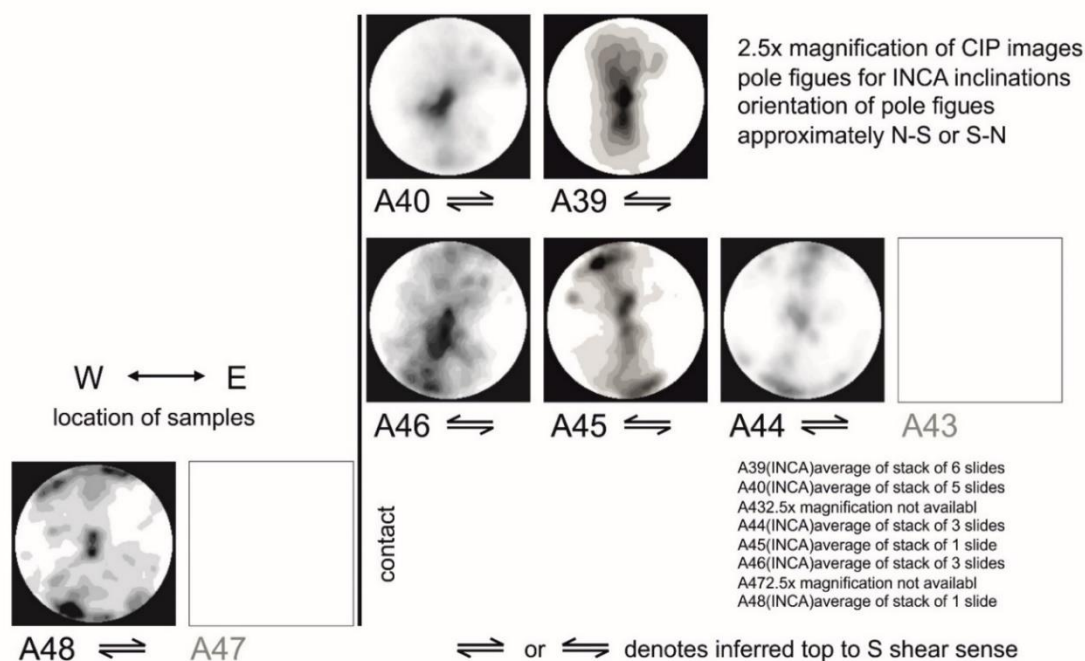 2.5x magnification of CIP images
pole figues for INCA inclinations
orientation of pole figues
approximately N-S or S-N
A40 ⇌ A39 ⇋
A46 ⇋ A45 ⇋ A44 ⇌ A43
W ⟷ E
location of samples
A39(INCA)average of stack of 6 slides
A40(INCA)average of stack of 5 slides
A432.5x magnification not availabl
A44(INCA)average of stack of 3 slides
A45(INCA)average of stack of 1 slide
A46(INCA)average of stack of 3 slides
A472.5x magnification not availabl
A48(INCA)average of stack of 1 slide
contact
A48 ⇌ A47
⇌ or ⇋ denotes inferred top to S shear sense